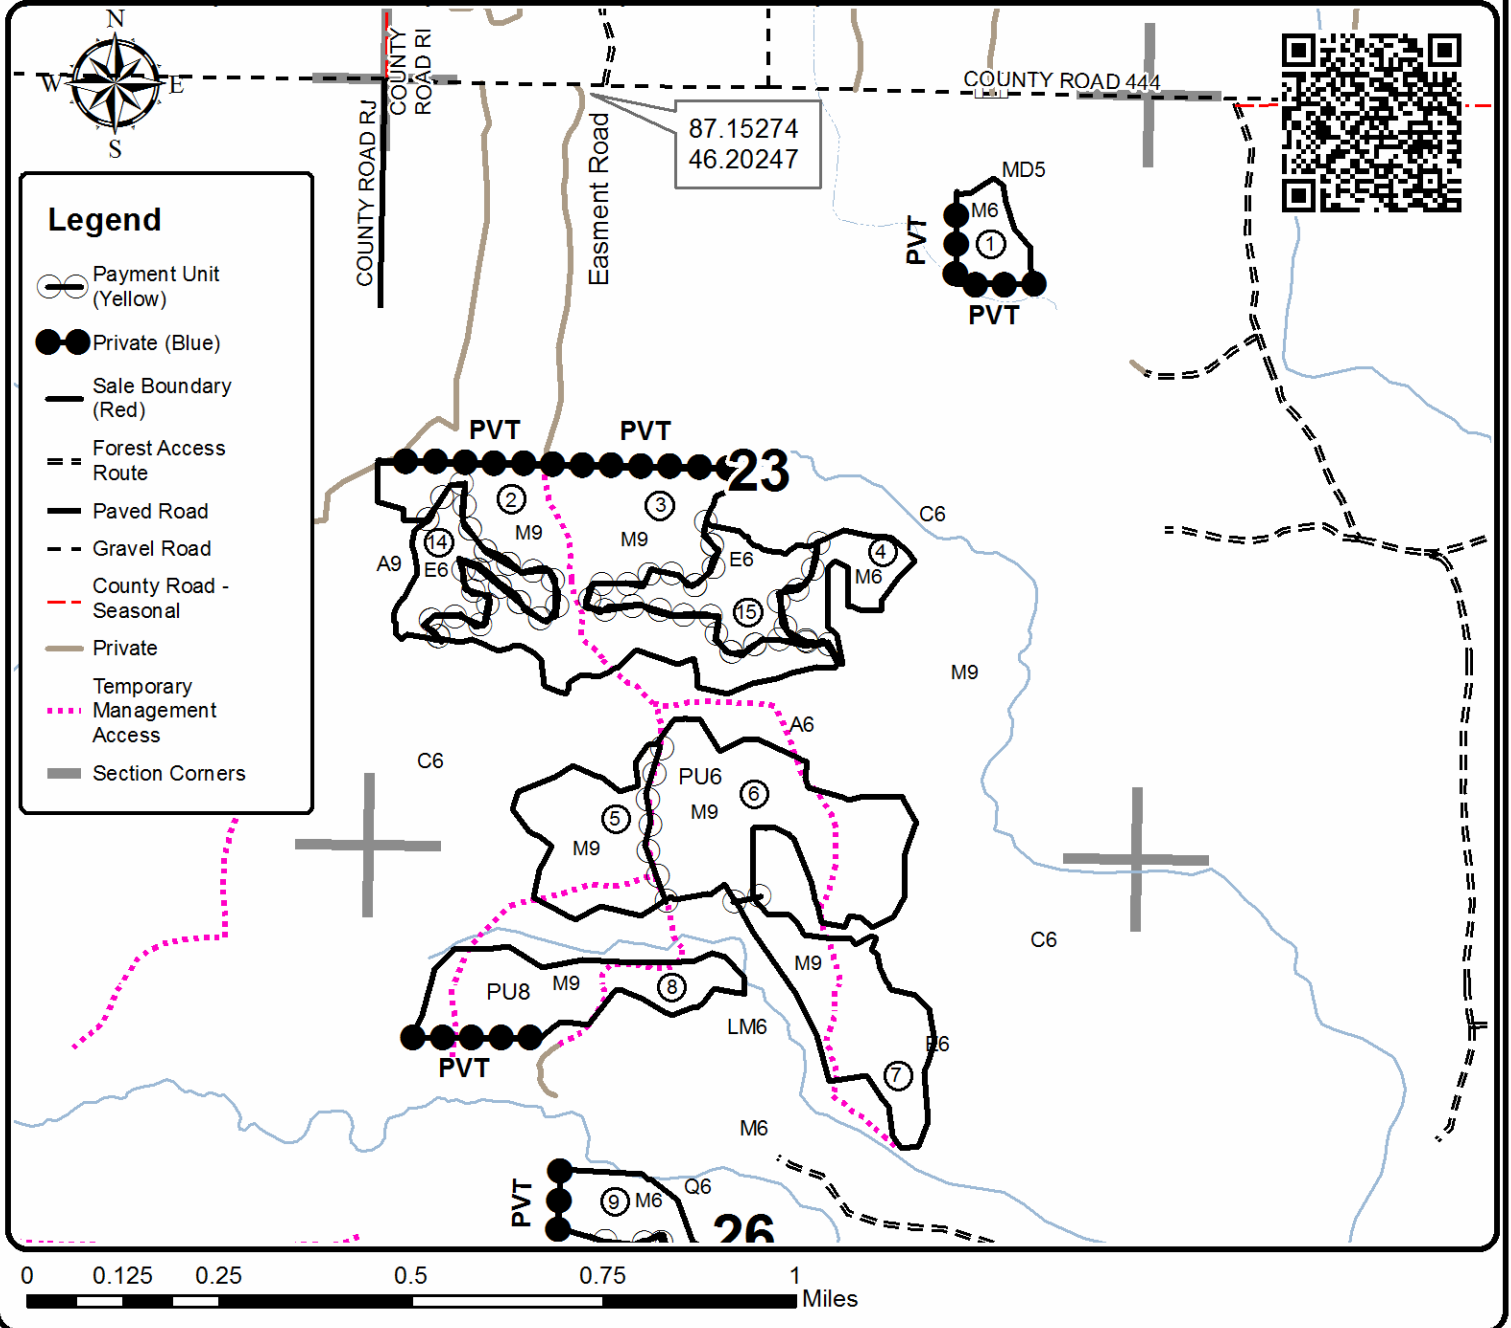 N
W
E
S
COUNTY
ROAD RI
COUNTY ROAD 444
COUNTY ROAD RJ
Easment Road
87.15274
46.20247
MD5
M6
1
PVT
PVT
Legend
Payment Unit
(Yellow)
Private (Blue)
Sale Boundary
(Red)
Forest Access
Route
Paved Road
Gravel Road
County Road -
Seasonal
Private
Temporary
Management
Access
Section Corners
PVT
PVT
23
2
3
M9
M9
C6
14
A9
E6
E6
4
M6
15
M9
A6
C6
PU6
6
M9
5
M9
C6
M9
M9
8
PU8
LM6
E6
PVT
7
M6
PVT
9
M6
Q6
26
0
0.125
0.25
0.5
0.75
1
Miles